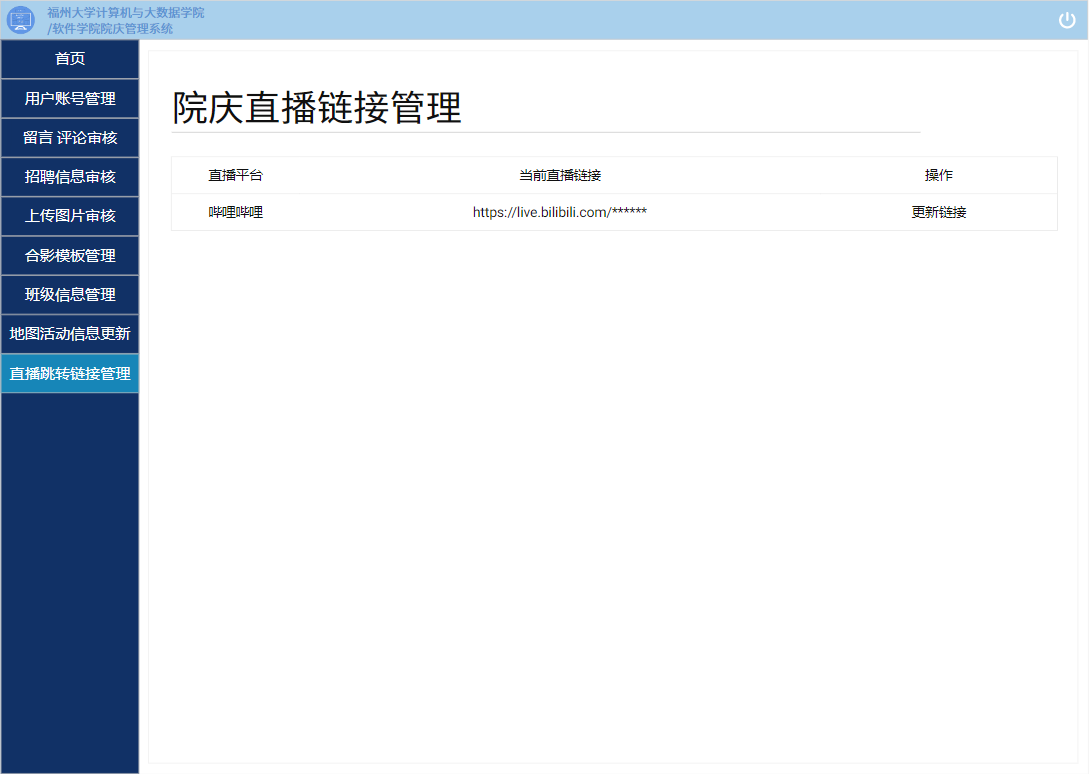 福州大学计算机与大数据学院
/软件学院院庆管理系统
首页
用户账号管理
留言 评论审核
招聘信息审核
上传图片审核
合影模板管理
班级信息管理
地图活动信息更新
直播跳转链接管理
院庆直播链接管理
直播平台 当前直播链接 操作
哔哩哔哩 https://live.bilibili.com/****** 更新链接